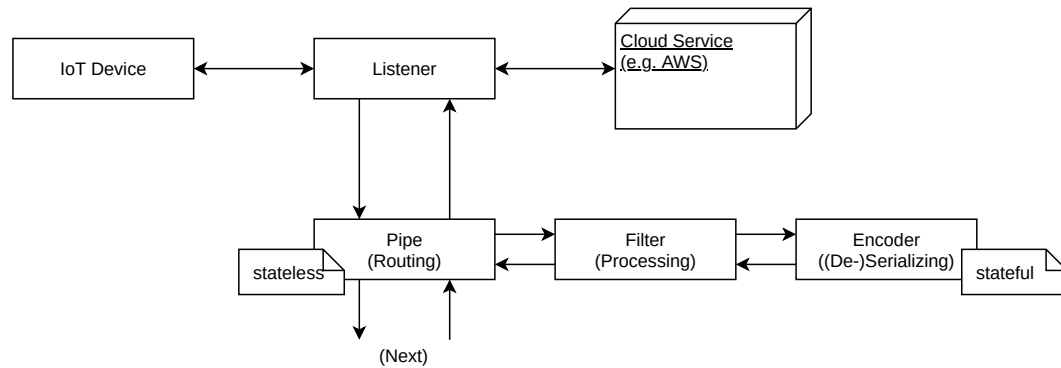 IoT Device
Listener
Cloud Service
(e.g. AWS)
Pipe
(Routing)
Filter
(Processing)
Encoder
((De-)Serializing)
stateless
stateful
(Next)